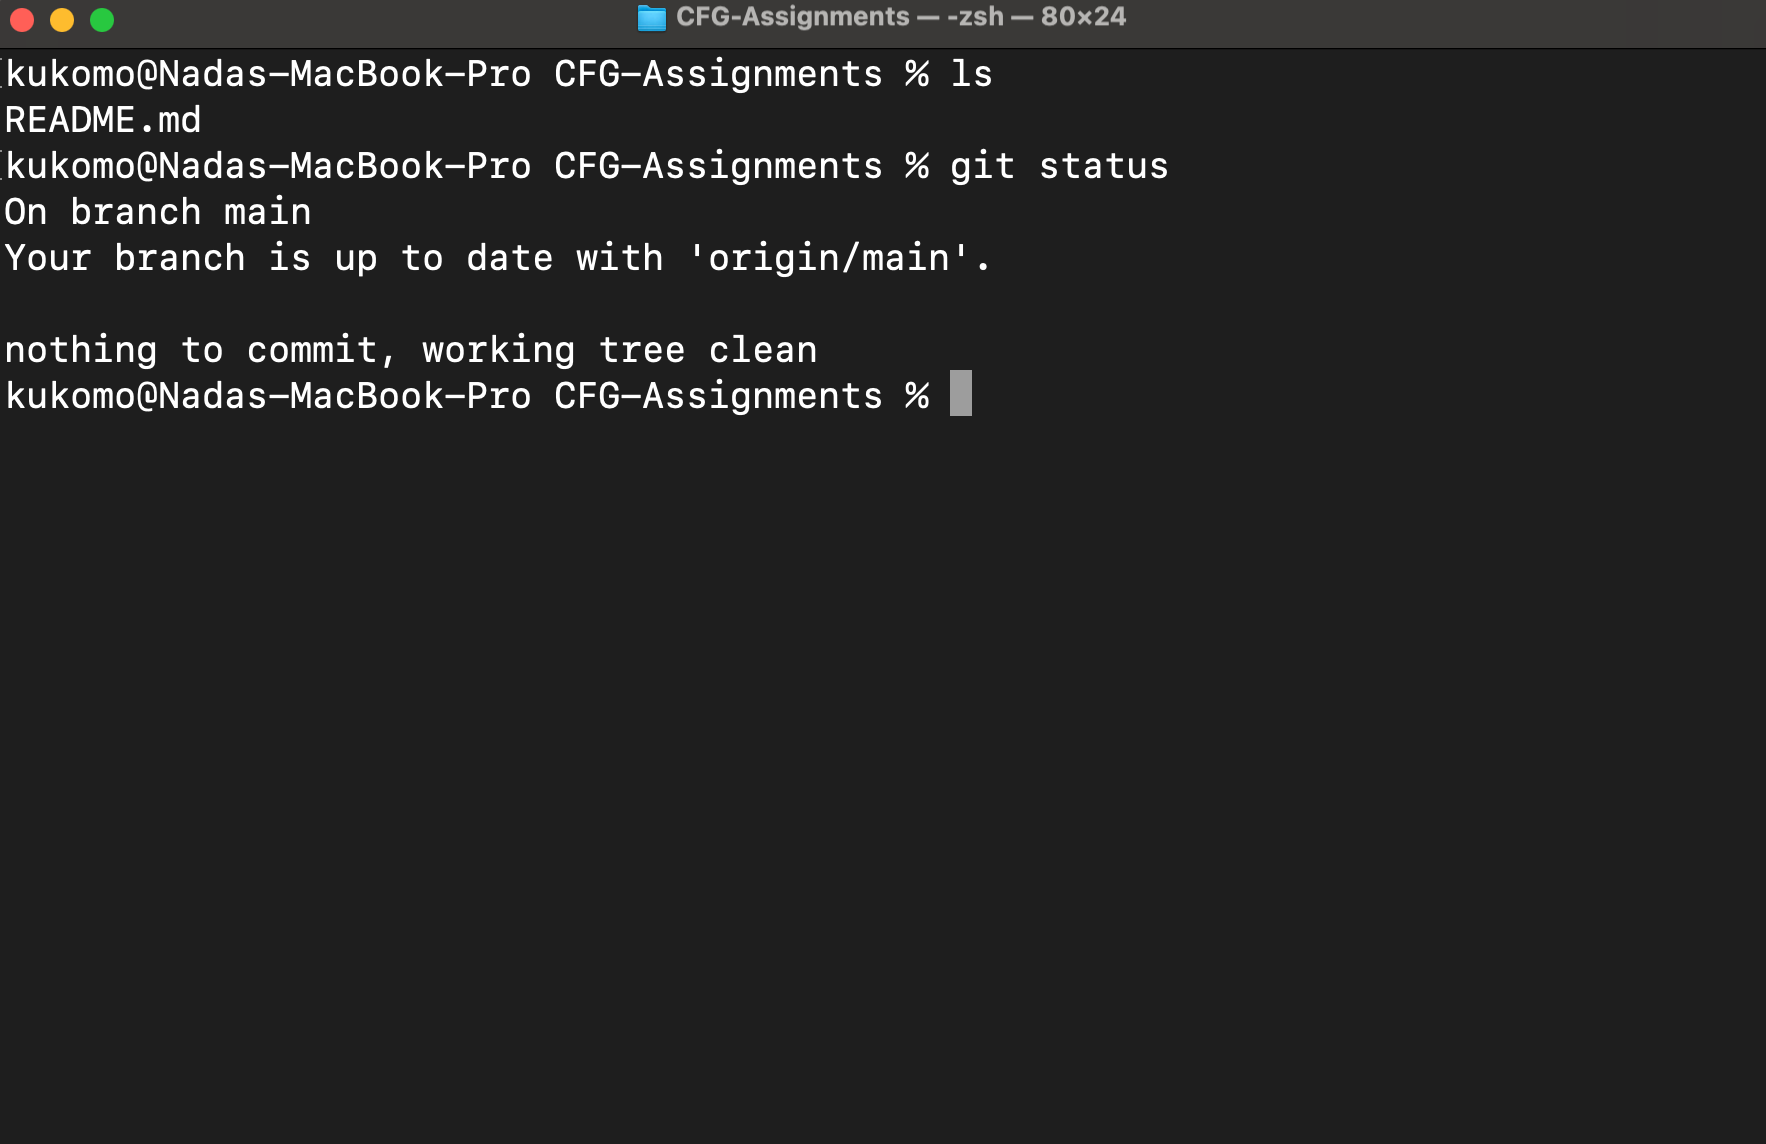 CFG-Assignments — -zsh — 80×24
kukomo@Nadas-MacBook-Pro CFG-Assignments % ls
README.md
kukomo@Nadas-MacBook-Pro CFG-Assignments % git status
On branch main
Your branch is up to date with 'origin/main'.
nothing to commit, working tree clean
kukomo@Nadas-MacBook-Pro CFG-Assignments %